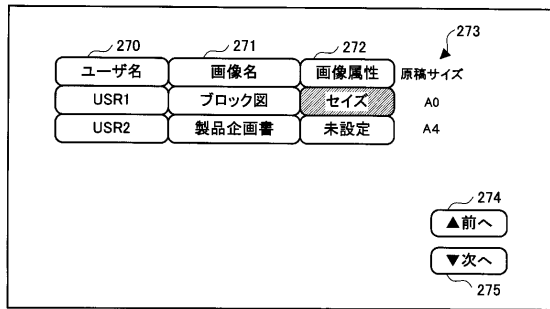 270 271 272 273
ユーザ名 画像名 画像属性 原稿サイズ
USR1 ブロック図 セイズ A0
USR2 製品企画書 未設定 A4
274
▲前へ
▼次へ
275